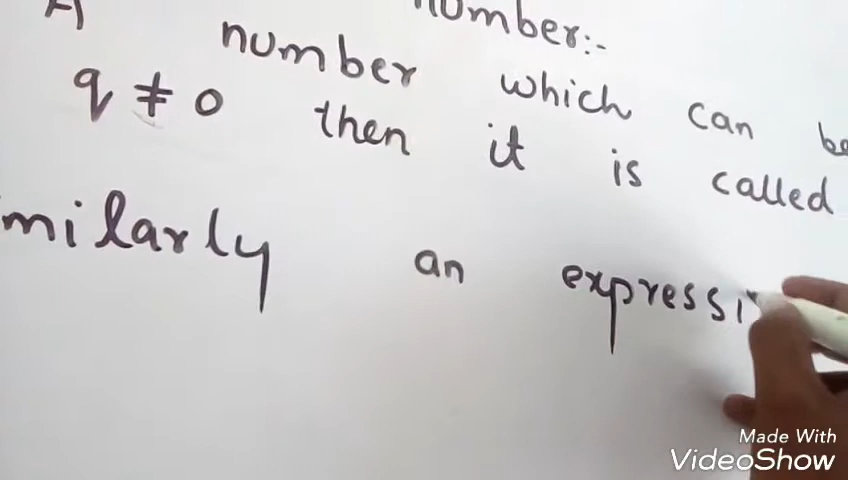 number:-
A number which can be
q ≠ 0 then it is called
milarly an expressi
Made With
VideoShow